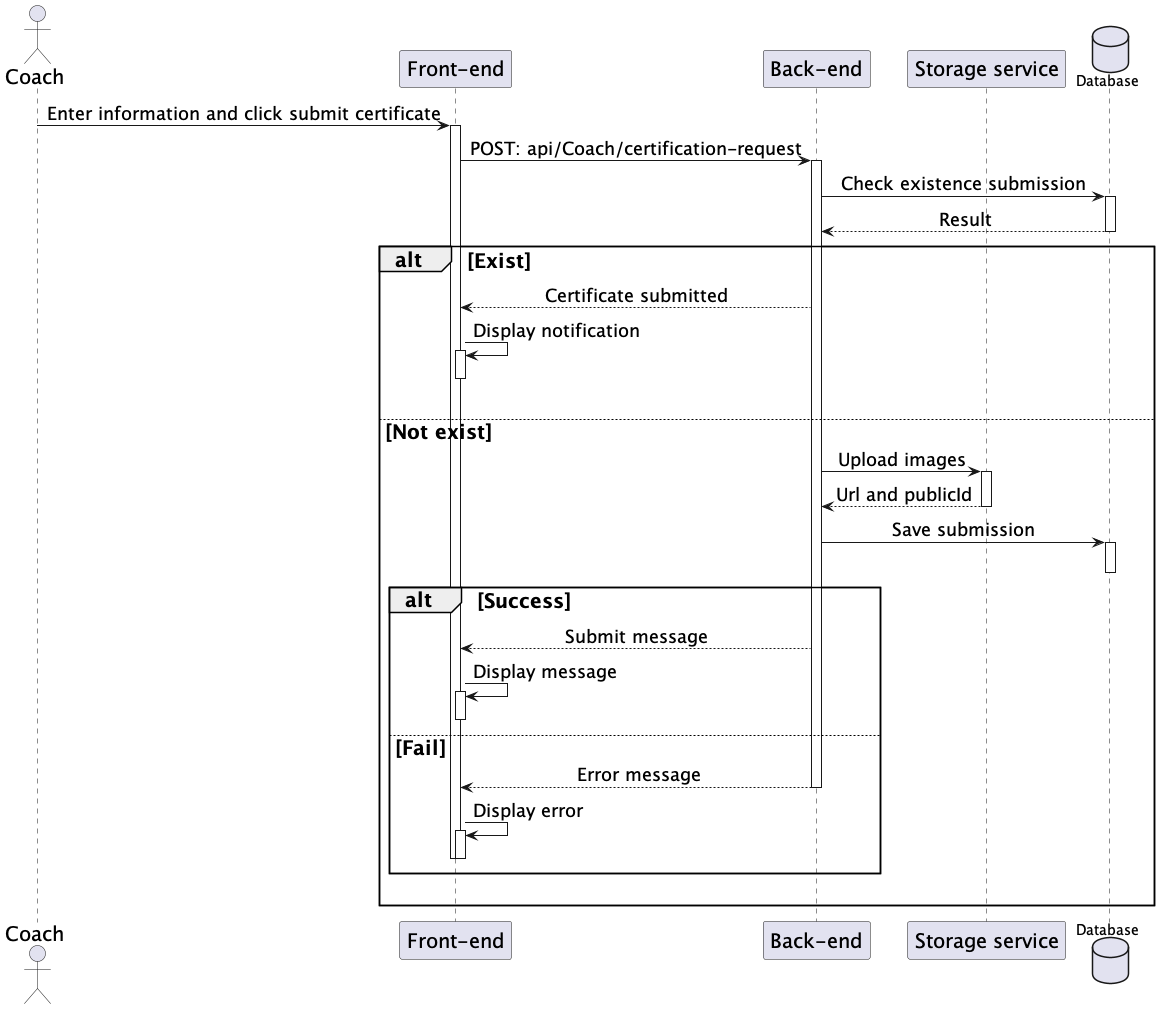 Coach
Front-end
Back-end
Storage service
Database
Enter information and click submit certificate
POST: api/Coach/certification-request
Check existence submission
Result
alt
[Exist]
Certificate submitted
Display notification
[Not exist]
Upload images
Url and publicId
Save submission
alt
[Success]
Submit message
Display message
[Fail]
Error message
Display error
Coach
Front-end
Back-end
Storage service
Database